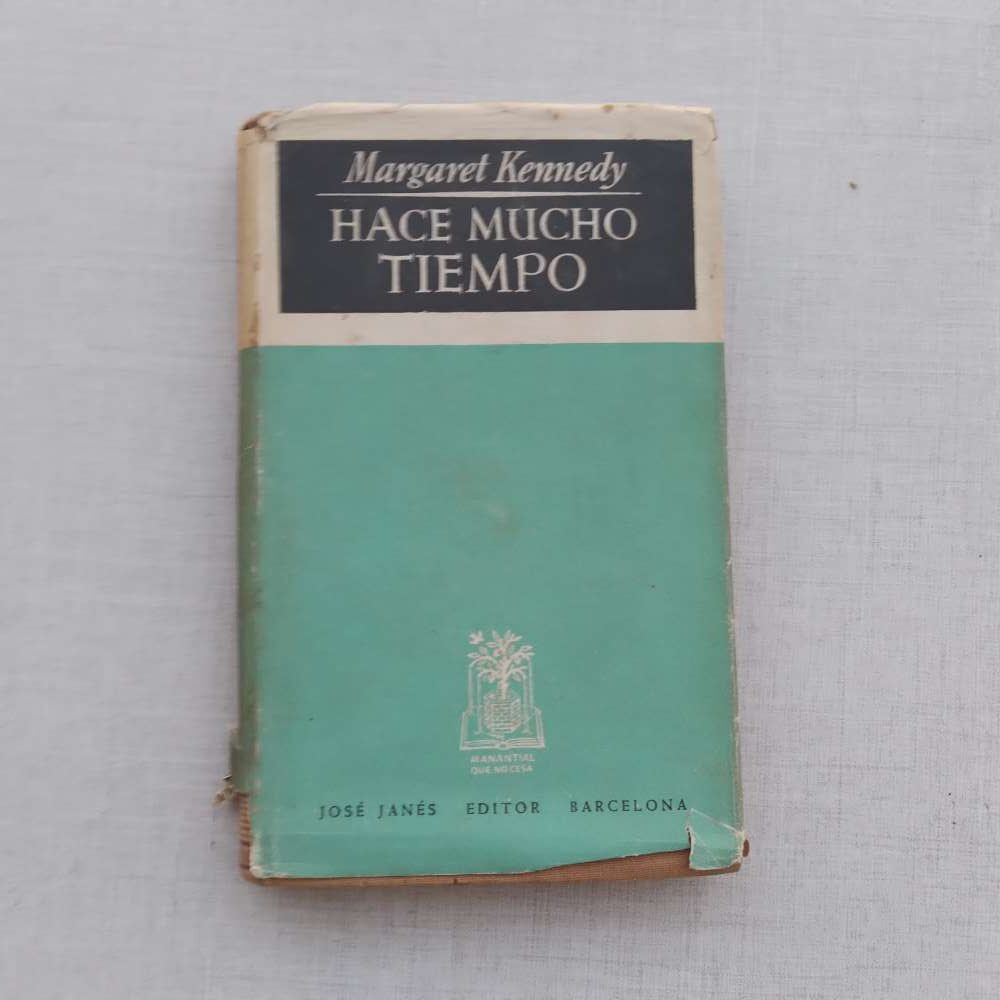 Margaret Kennedy
HACE MUCHO
TIEMPO
MANANTIAL
QUE NO CESA
JOSÉ JANÉS EDITOR BARCELONA